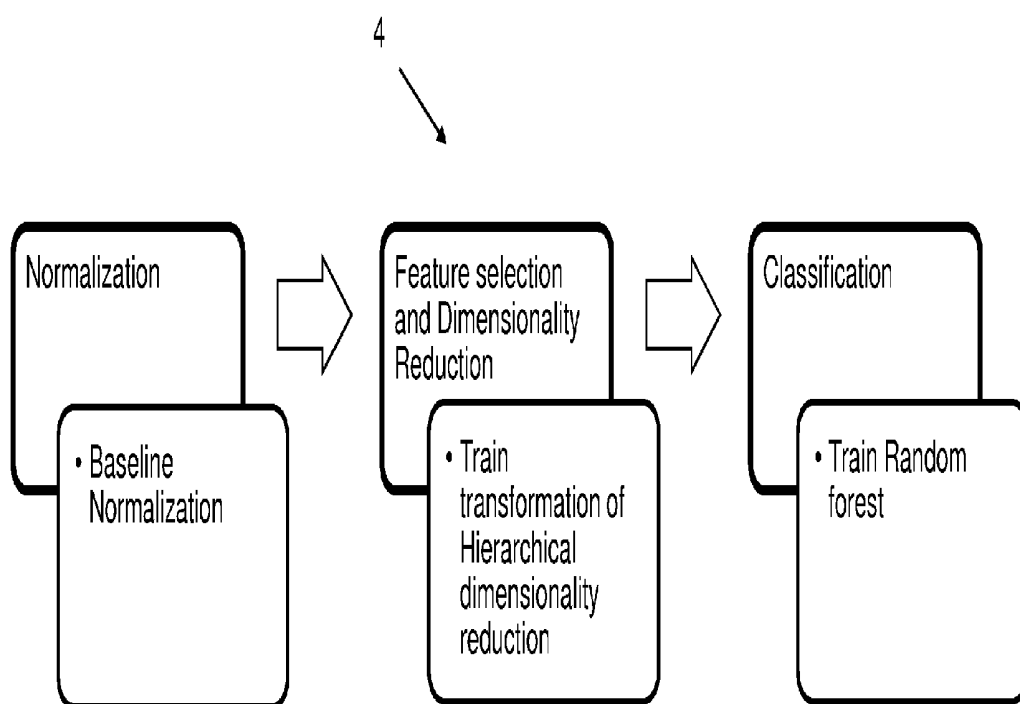 4
Normalization
• Baseline
Normalization
Feature selection
and Dimensionality
Reduction
• Train
transformation of
Hierarchical
dimensionality
reduction
Classification
• Train Random
forest